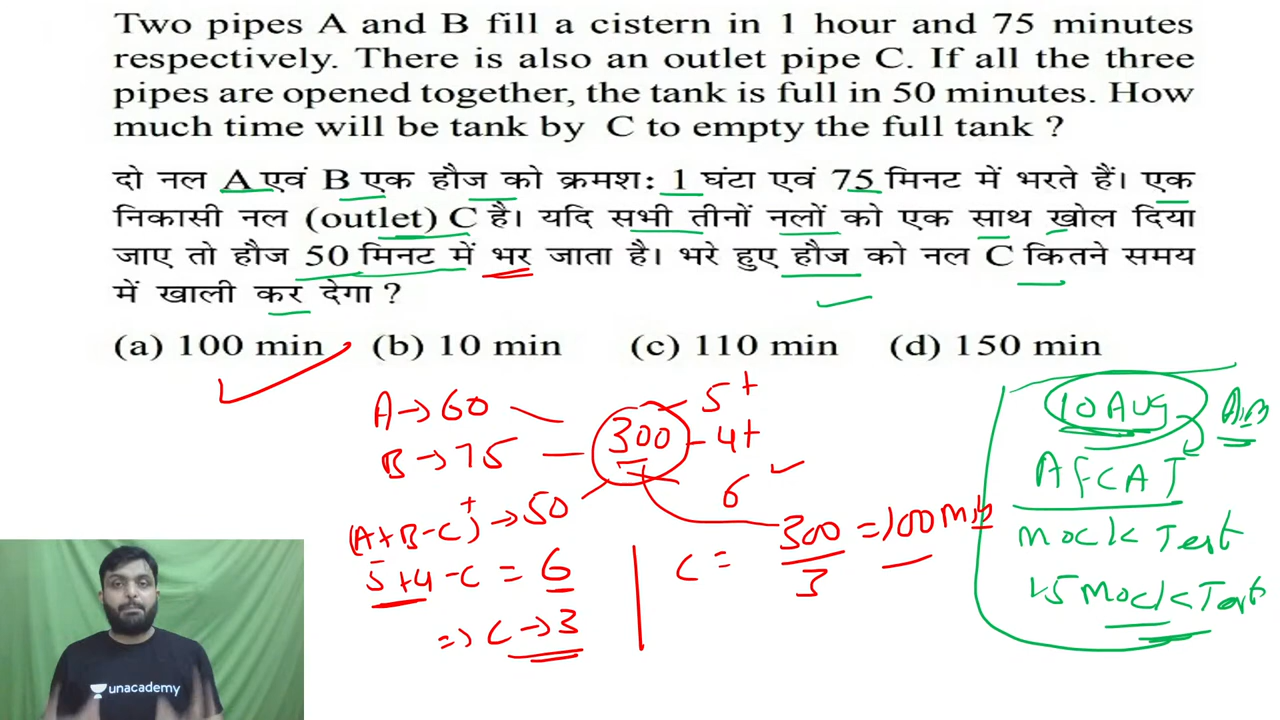 Two pipes A and B fill a cistern in 1 hour and 75 minutes
respectively. There is also an outlet pipe C. If all the three
pipes are opened together, the tank is full in 50 minutes. How
much time will be tank by C to empty the full tank ?
दो नल A एवं B एक हौज को क्रमश: 1 घंटा एवं 75 मिनट में भरते हैं। एक
निकासी नल (outlet) C है। यदि सभी तीनों नलों को एक साथ खोल दिया
जाए तो हौज 50 मिनट में भर जाता है। भरे हुए हौज को नल C कितने समय
में खाली कर देगा ?
(a) 100 min (b) 10 min (c) 110 min (d) 150 min
A→60
B→75
(A+B-C)+→50
300
5+
4+
6
5+4-C = 6
=> C→3
C = 300/3 = 100 min
10 AUG
AFCAT
Mock Test
15 Mock Test
unacademy